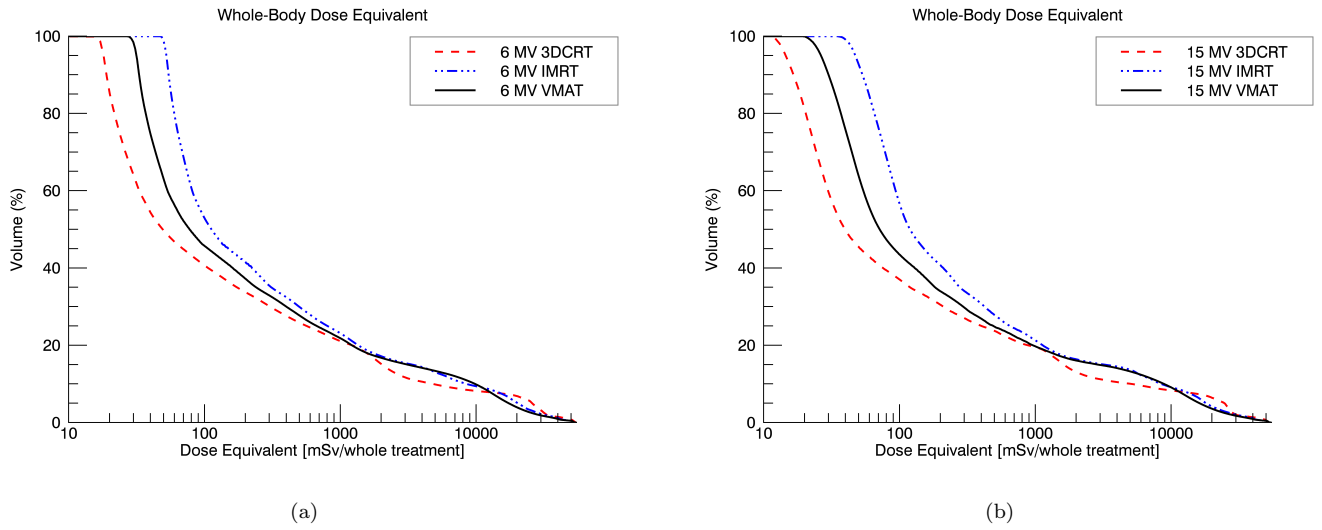 Whole-Body Dose Equivalent
100
80
60
40
20
0
Volume (%)
6 MV 3DCRT
6 MV IMRT
6 MV VMAT
10
100
1000
10000
Dose Equivalent [mSv/whole treatment]
(a)
Whole-Body Dose Equivalent
100
80
60
40
20
0
Volume (%)
15 MV 3DCRT
15 MV IMRT
15 MV VMAT
10
100
1000
10000
Dose Equivalent [mSv/whole treatment]
(b)